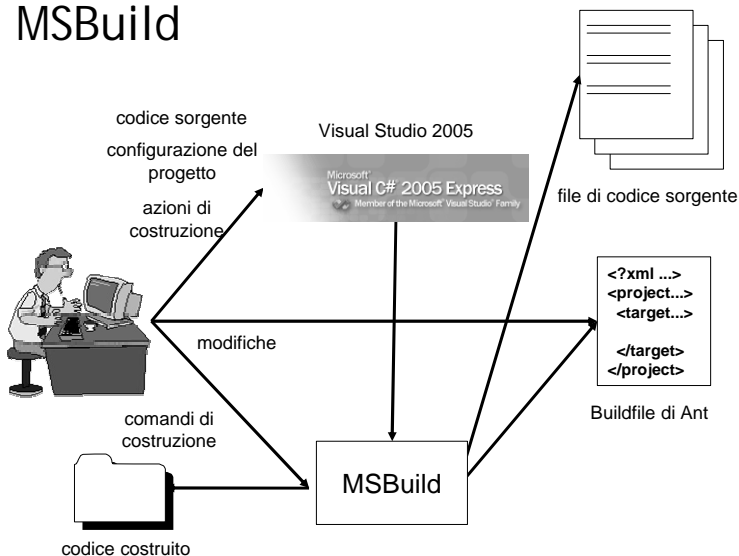 MSBuild
codice sorgente
configurazione del
progetto
azioni di
costruzione
Visual Studio 2005
Microsoft®
Visual C#® 2005 Express
Member of the Microsoft® Visual Studio® Family
file di codice sorgente
<?xml ...>
<project...>
<target...>
</target>
</project>
Buildfile di Ant
modifiche
comandi di
costruzione
MSBuild
codice costruito